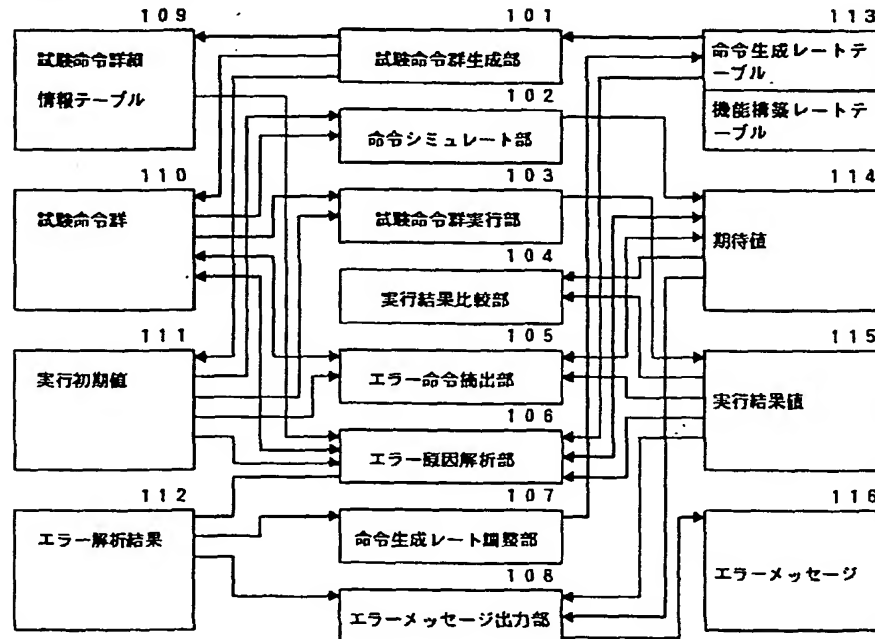 109
試験命令詳細
情報テーブル
110
試験命令群
111
実行初期値
112
エラー解析結果
101
試験命令群生成部
102
命令シミュレート部
103
試験命令群実行部
104
実行結果比較部
105
エラー命令摘出部
106
エラー原因解析部
107
命令生成レート調整部
108
エラーメッセージ出力部
113
命令生成レートテ
ーブル
機能構築レートテ
ーブル
114
期待値
115
実行結果値
116
エラーメッセージ